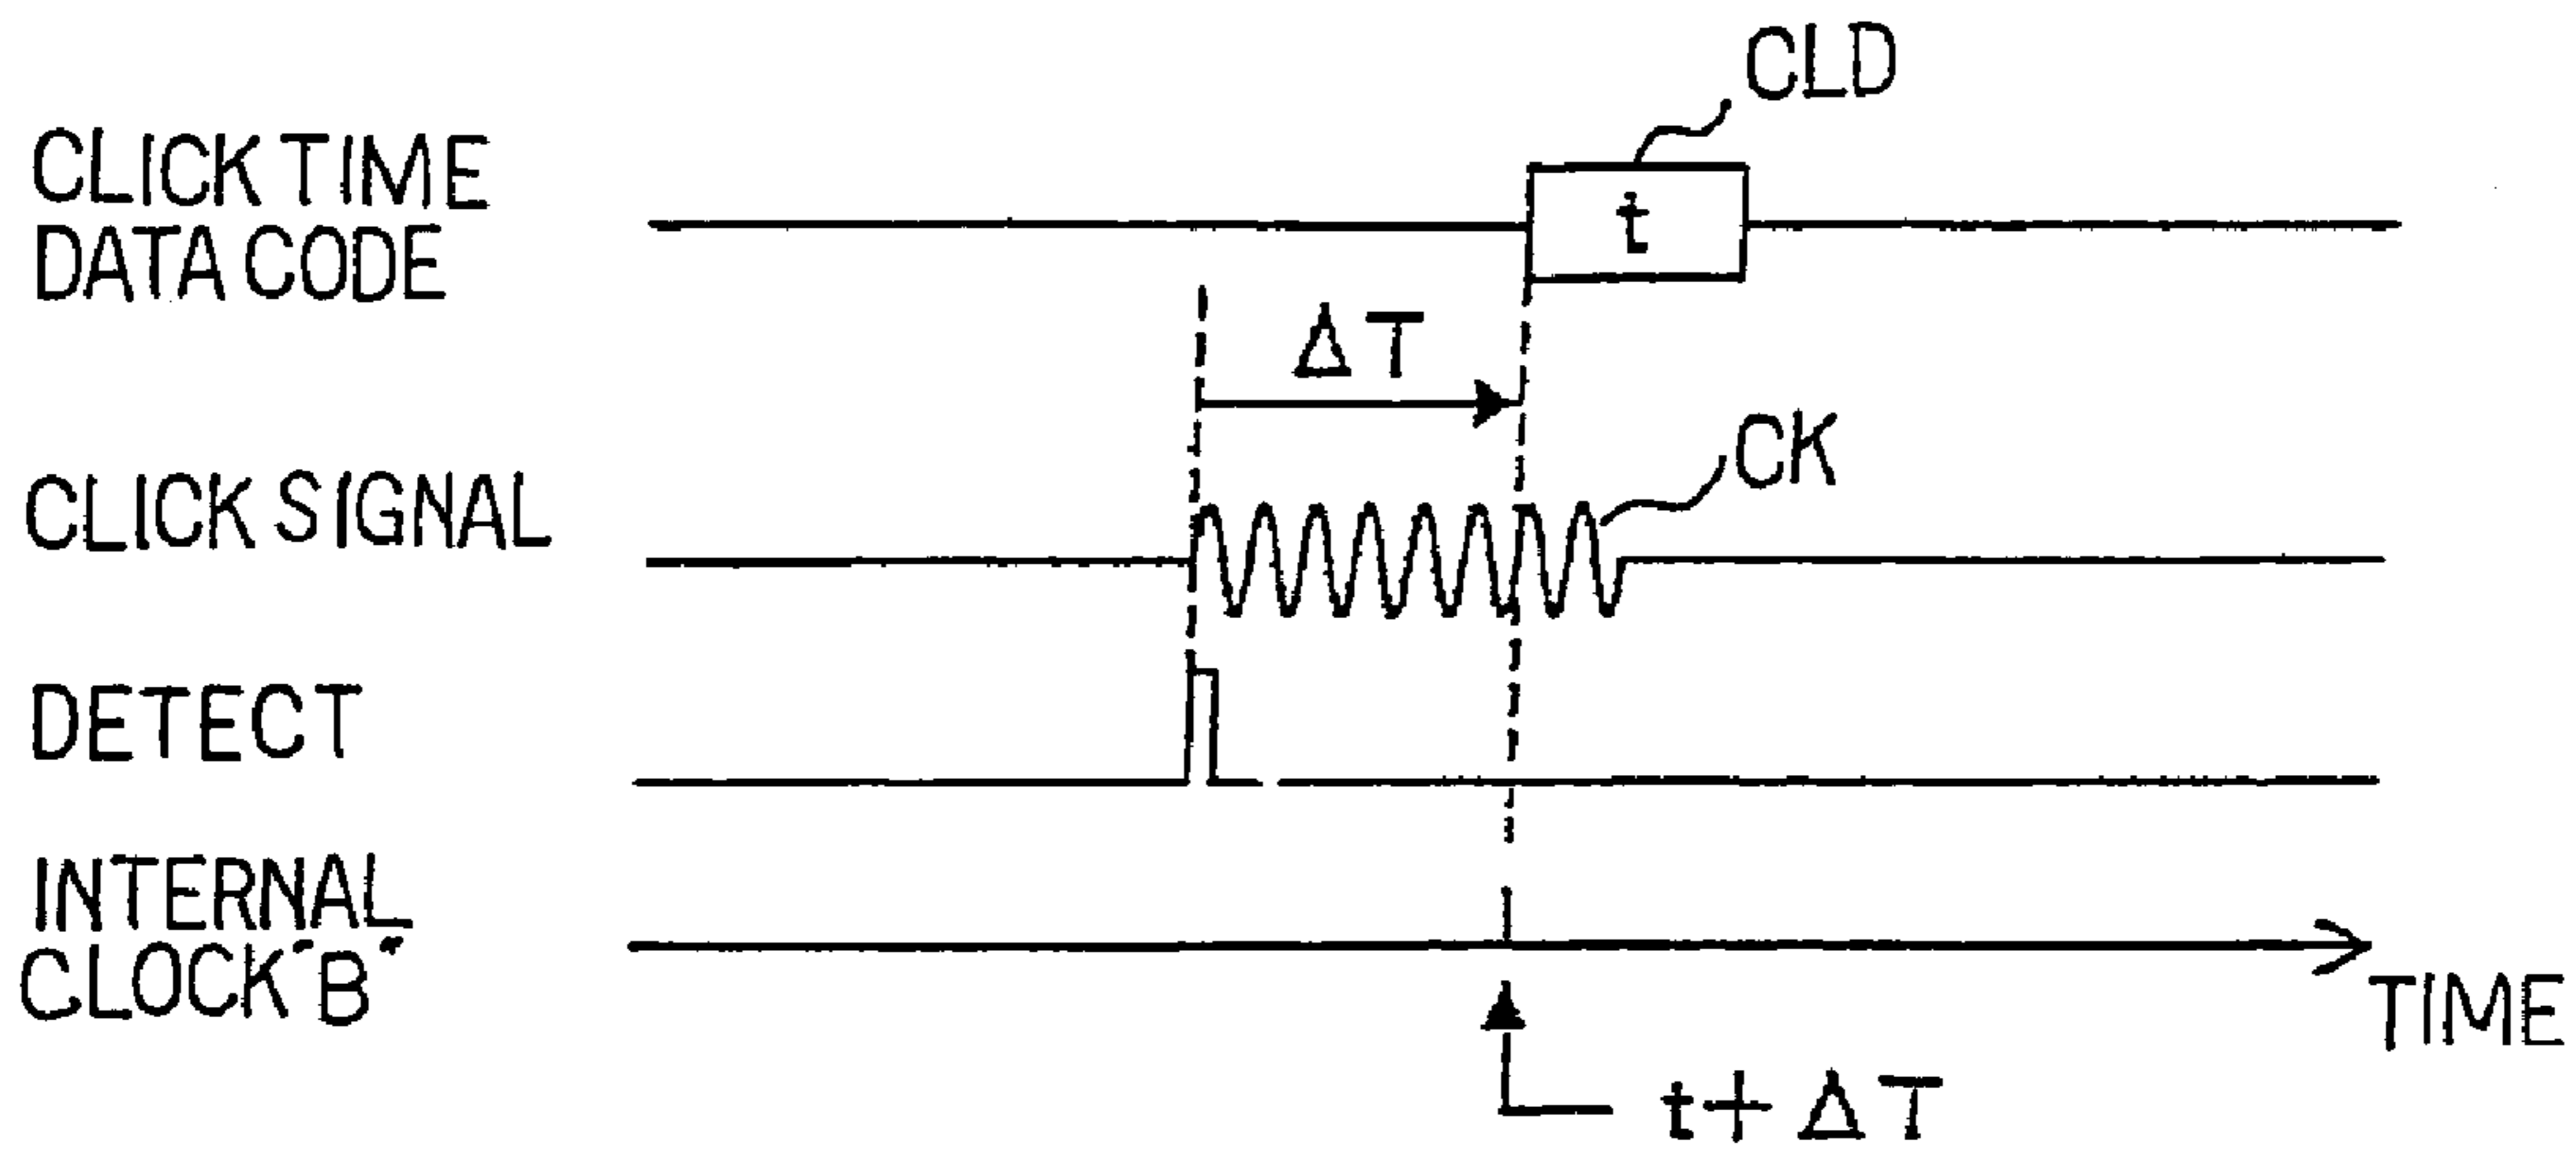 CLD
CLICK TIME
DATA CODE
t
ΔT
CK
CLICK SIGNAL
DETECT
INTERNAL
CLOCK "B"
TIME
t+ΔT